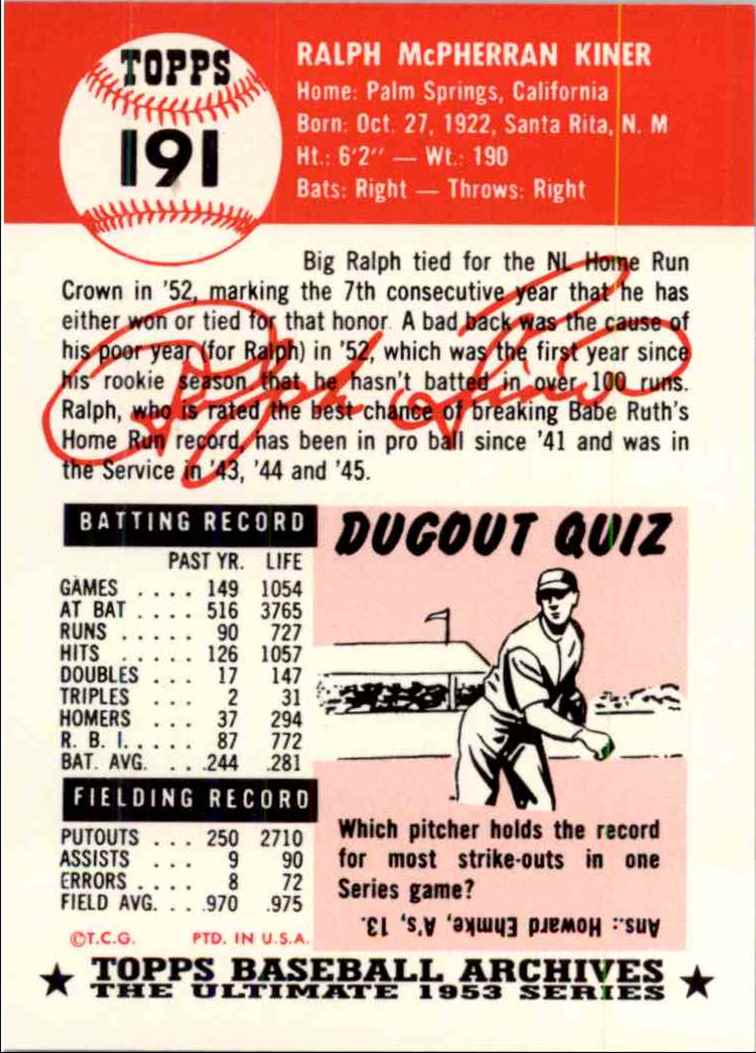 TOPPS
191
RALPH McPHERRAN KINER
Home: Palm Springs, California
Born: Oct. 27, 1922, Santa Rita, N. M
Ht.: 6'2" — Wt.: 190
Bats: Right — Throws: Right
Big Ralph tied for the NL Home Run
Crown in '52, marking the 7th consecutive year that he has
either won or tied for that honor. A bad back was the cause of
his poor year (for Ralph) in '52, which was the first year since
his rookie season that he hasn't batted in over 100 runs.
Ralph, who is rated the best chance of breaking Babe Ruth's
Home Run record, has been in pro ball since '41 and was in
the Service in '43, '44 and '45.
Ralph Kiner
BATTING RECORD
PAST YR. LIFE
GAMES .... 149 1054
AT BAT .... 516 3765
RUNS ..... 90 727
HITS ..... 126 1057
DOUBLES ... 17 147
TRIPLES ... 2 31
HOMERS ... 37 294
R. B. I. .... 87 772
BAT. AVG. ... .244 .281
FIELDING RECORD
PUTOUTS ... 250 2710
ASSISTS ... 9 90
ERRORS .... 8 72
FIELD AVG. ... .970 .975
©T.C.G. PTD. IN U.S.A.
DUGOUT QUIZ
Which pitcher holds the record
for most strike-outs in one
Series game?
Ans.: Howard Ehmke, A's, 13.
★ TOPPS BASEBALL ARCHIVES ★
THE ULTIMATE 1953 SERIES